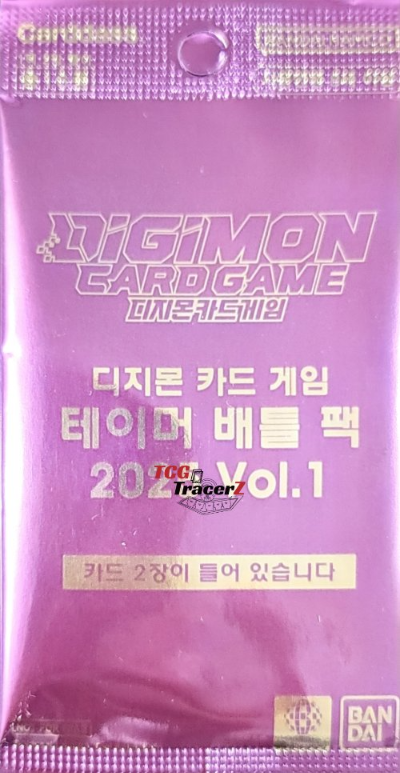 DIGIMON
CARD GAME
디지몬카드게임
디지몬 카드 게임
테이머 배틀 팩
Vol.1
TCG
TracerZ
카드 2장이 들어 있습니다
BAN
DAI